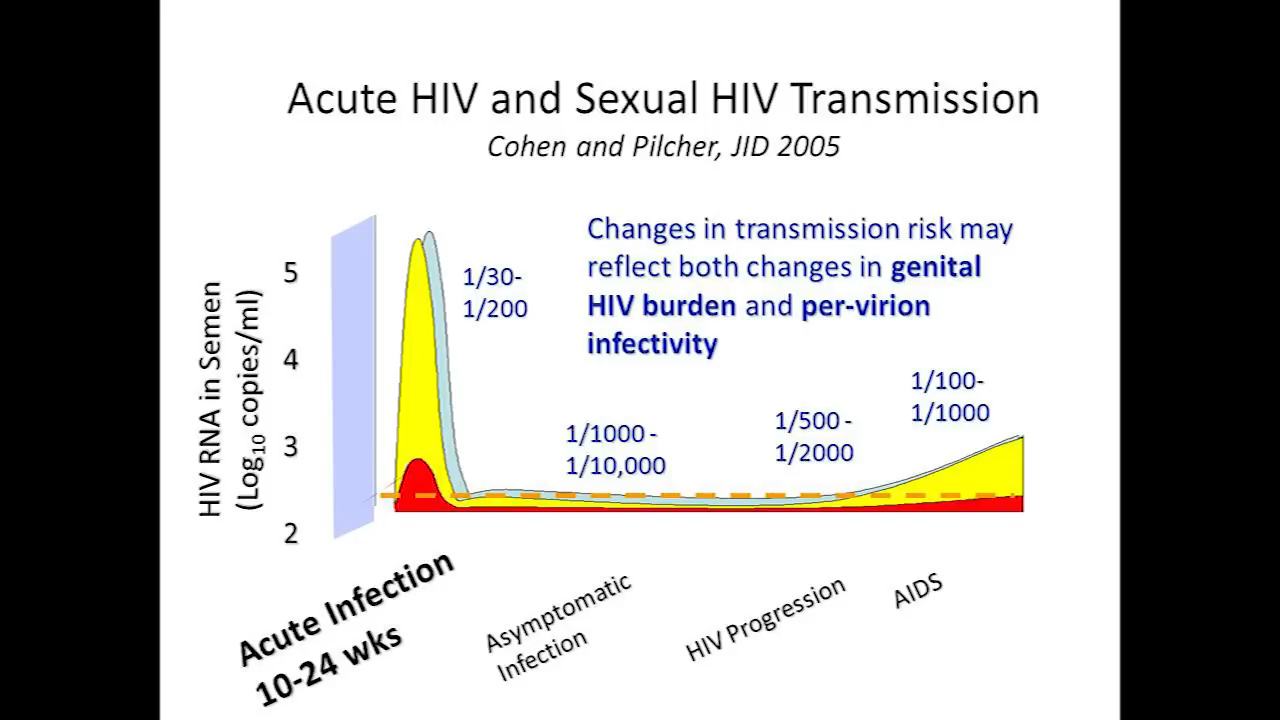 Acute HIV and Sexual HIV Transmission
Cohen and Pilcher, JID 2005
Changes in transmission risk may
reflect both changes in genital
HIV burden and per-virion
infectivity
HIV RNA in Semen
(Log10 copies/ml)
5
4
3
2
1/30-
1/200
1/1000 -
1/10,000
1/500 -
1/2000
1/100-
1/1000
Acute Infection
10-24 wks
Asymptomatic
Infection
HIV Progression
AIDS